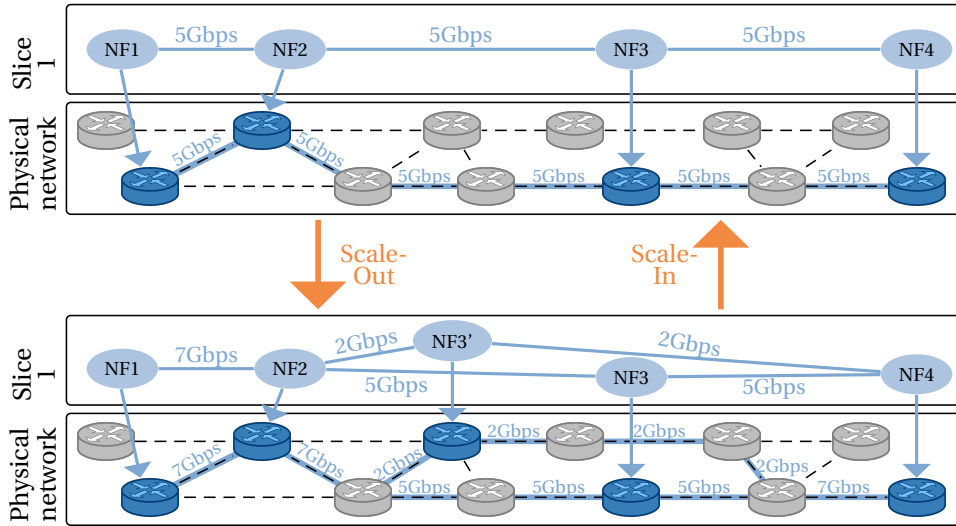 Slice
1
5Gbps
5Gbps
5Gbps
NF1
NF2
NF3
NF4
Physical
network
5Gbps
5Gbps
5Gbps
5Gbps
5Gbps
5Gbps
Scale-
Out
Scale-
In
Slice
1
NF3’
2Gbps
2Gbps
7Gbps
NF1
NF2
NF3
NF4
5Gbps
5Gbps
Physical
network
2Gbps
2Gbps
7Gbps
7Gbps
2Gbps
2Gbps
5Gbps
5Gbps
5Gbps
7Gbps